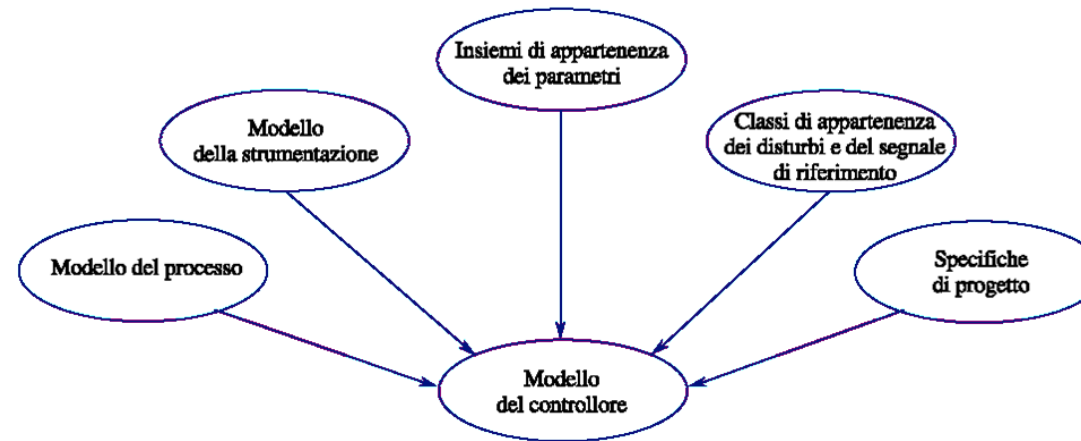 Insiemi di appartenenza
dei parametri
Modello
della strumentazione
Classi di appartenenza
dei disturbi e del segnale
di riferimento
Modello del processo
Specifiche
di progetto
Modello
del controllore